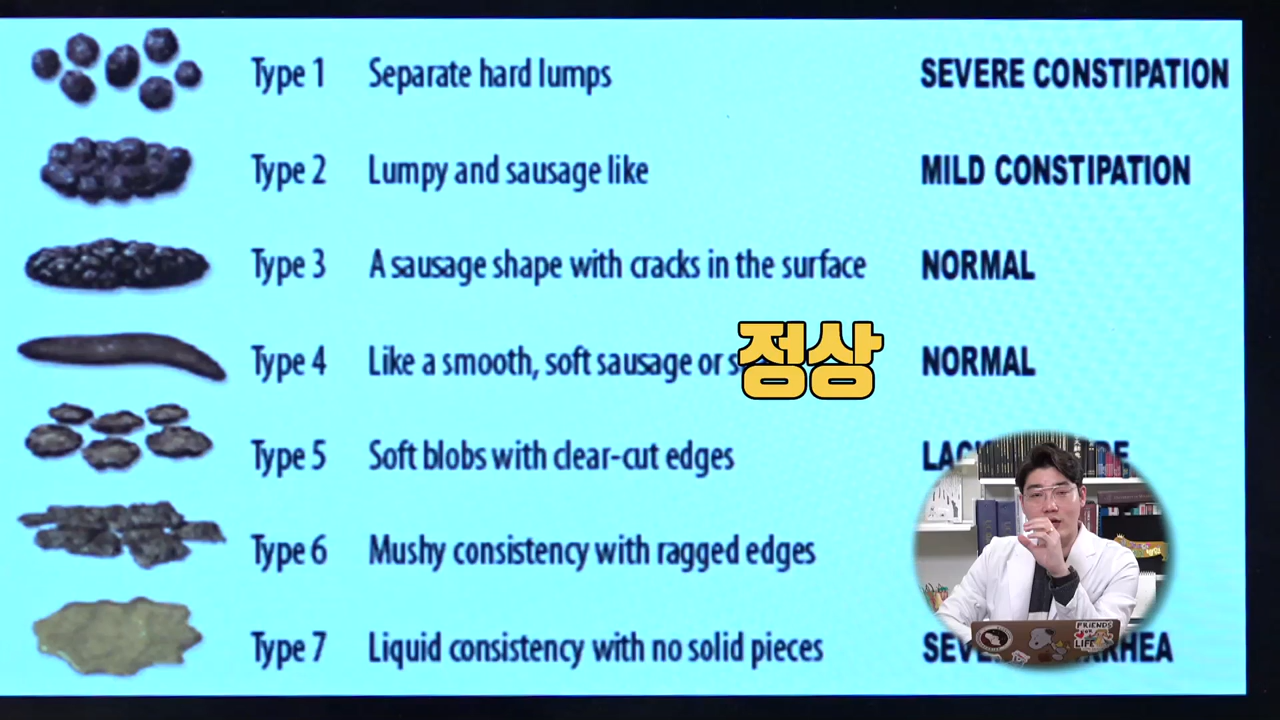 Type 1 Separate hard lumps SEVERE CONSTIPATION
Type 2 Lumpy and sausage like MILD CONSTIPATION
Type 3 A sausage shape with cracks in the surface NORMAL
Type 4 Like a smooth, soft sausage or NORMAL
정상
Type 5 Soft blobs with clear-cut edges
Type 6 Mushy consistency with ragged edges
Type 7 Liquid consistency with no solid pieces
FRIENDS
LIFE